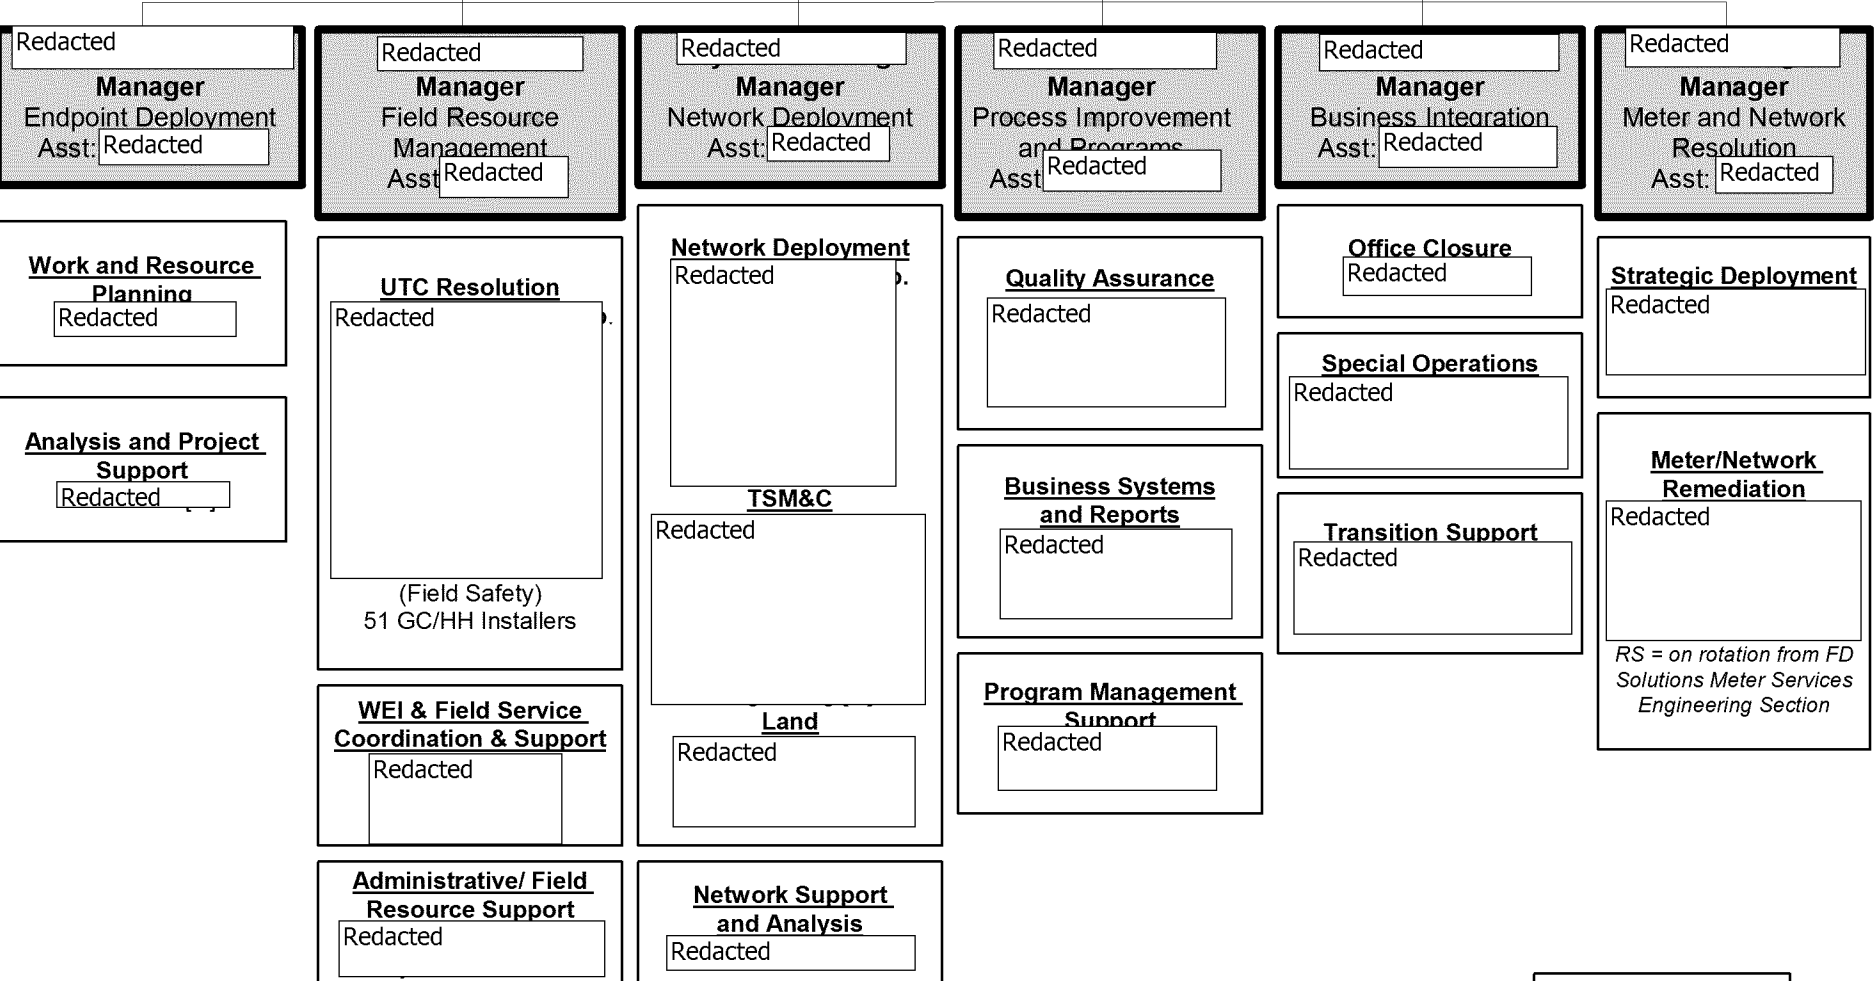 Redacted
Manager
Endpoint Deployment
Asst: Redacted
Work and Resource
Planning
Redacted
Analysis and Project
Support
Redacted
Redacted
Manager
Field Resource
Management
Asst Redacted
UTC Resolution
Redacted
(Field Safety)
51 GC/HH Installers
WEI & Field Service
Coordination & Support
Redacted
Administrative/ Field
Resource Support
Redacted
Redacted
Manager
Network Deployment
Asst: Redacted
Network Deployment
Redacted
TSM&C
Redacted
Land
Redacted
Network Support
and Analysis
Redacted
Redacted
Manager
Process Improvement
and Programs
Asst Redacted
Quality Assurance
Redacted
Business Systems
and Reports
Redacted
Program Management
Support
Redacted
Redacted
Manager
Business Integration
Asst: Redacted
Office Closure
Redacted
Special Operations
Redacted
Transition Support
Redacted
Redacted
Manager
Meter and Network
Resolution
Asst: Redacted
Strategic Deployment
Redacted
Meter/Network
Remediation
Redacted
RS = on rotation from FD
Solutions Meter Services
Engineering Section